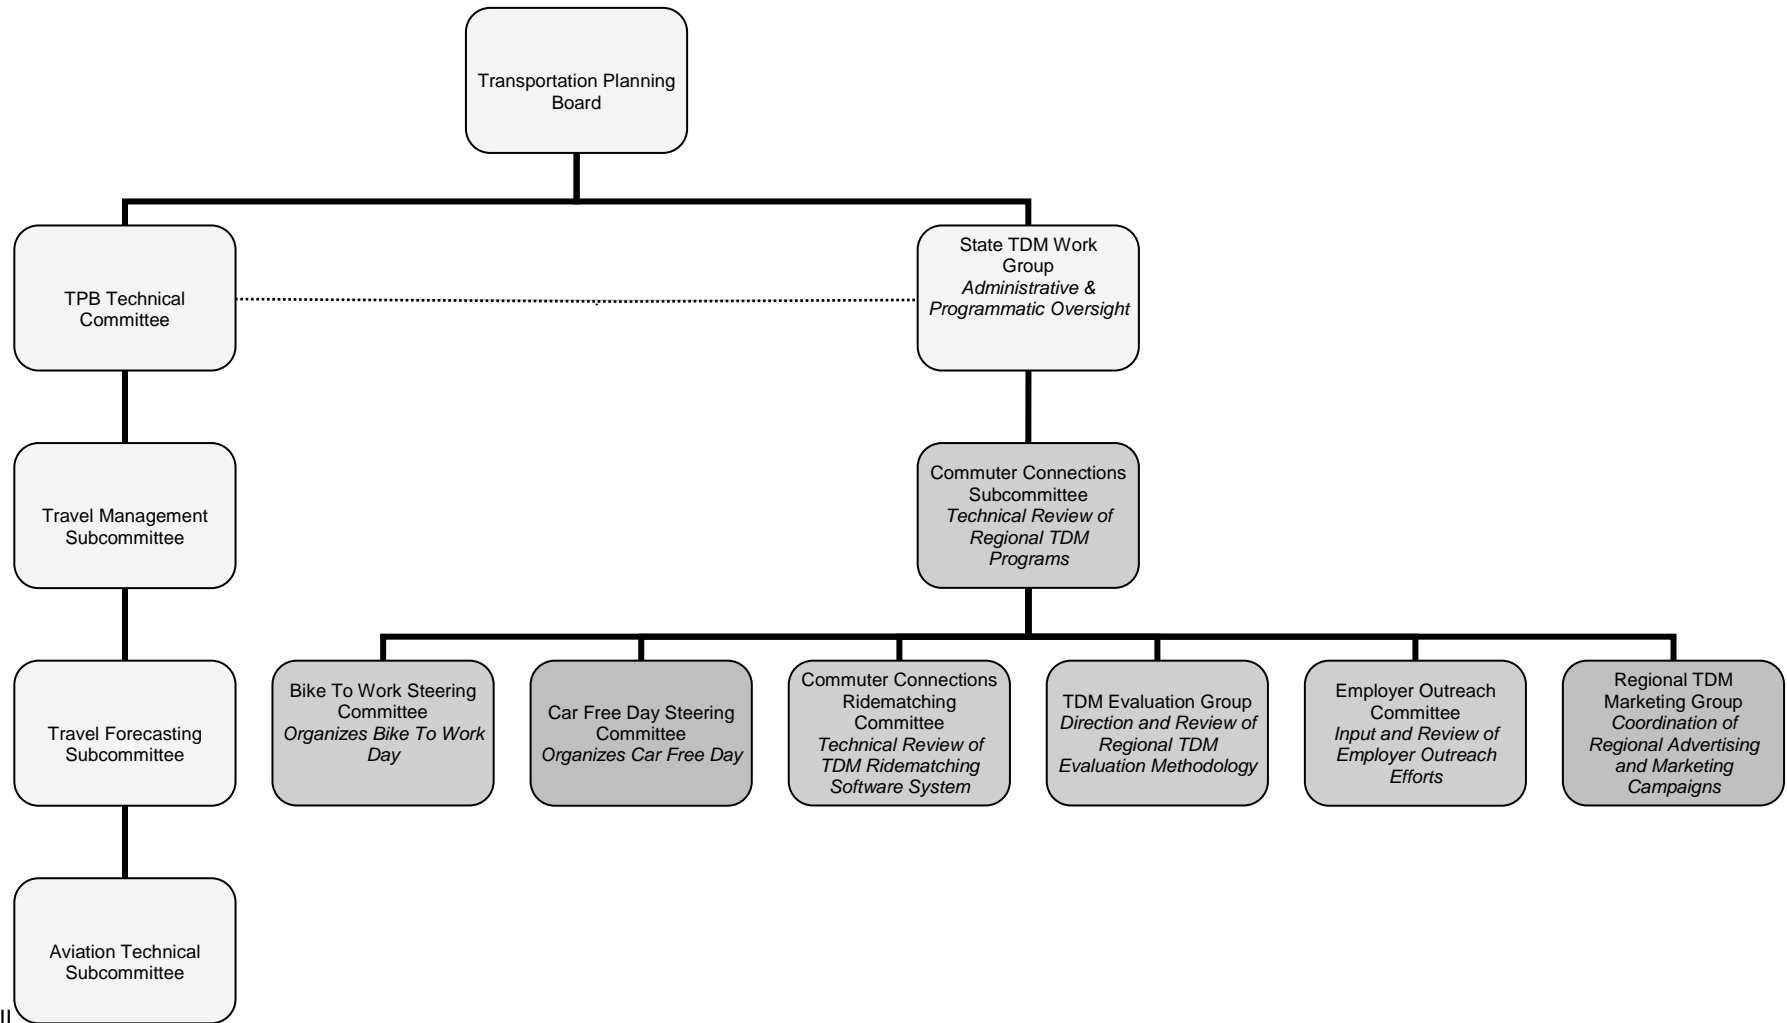 Transportation Planning
Board
TPB Technical
Committee
State TDM Work
Group
Administrative &
Programmatic Oversight
Travel Management
Subcommittee
Commuter Connections
Subcommittee
Technical Review of
Regional TDM
Programs
Travel Forecasting
Subcommittee
Bike To Work Steering
Committee
Organizes Bike To Work
Day
Car Free Day Steering
Committee
Organizes Car Free Day
Commuter Connections
Ridematching
Committee
Technical Review of
TDM Ridematching
Software System
TDM Evaluation Group
Direction and Review of
Regional TDM
Evaluation Methodology
Employer Outreach
Committee
Input and Review of
Employer Outreach
Efforts
Regional TDM
Marketing Group
Coordination of
Regional Advertising
and Marketing
Campaigns
Aviation Technical
Subcommittee